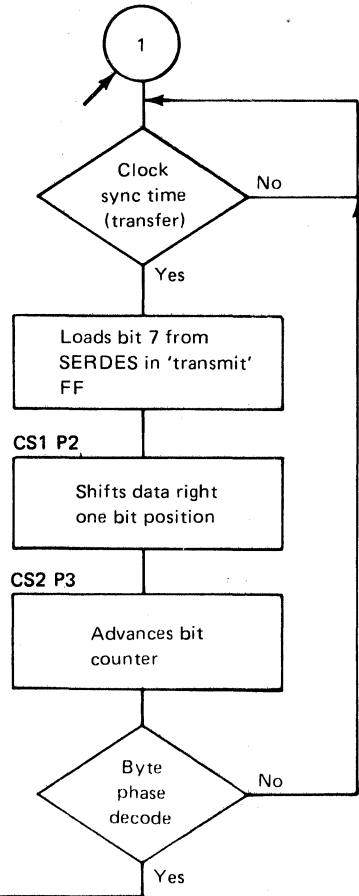 1
Clock
sync time
(transfer)
No
Yes
Loads bit 7 from
SERDES in 'transmit'
FF
CS1 P2
Shifts data right
one bit position
CS2 P3
Advances bit
counter
Byte
phase
decode
No
Yes